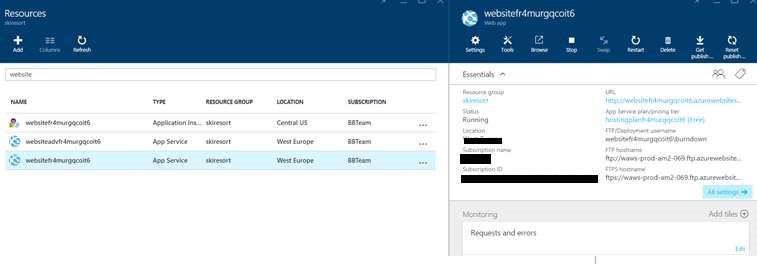 Resources
skiresort
Add
Columns
Refresh
website
NAME TYPE RESOURCE GROUP LOCATION SUBSCRIPTION
websitefr4murgqcoit6 Application Ins... skiresort Central US BBTeam ...
websiteadvfr4murgqcoit6 App Service skiresort West Europe BBTeam ...
websitefr4murgqcoit6 App Service skiresort West Europe BBTeam ...
websitefr4murgqcoit6
Web app
Settings
Tools
Browse
Stop
Swap
Restart
Delete
Get publish...
Reset publish...
Essentials
Resource group
skiresort
Status
Running
Location
Subscription name
Subscription ID
URL
http://websitefr4murgqcoit6.azurewebsites...
App Service plan/pricing tier
hostingplanfr4murgqcoit6 (Free)
FTP/Deployment username
websitefr4murgqcoit6\burndown
FTP hostname
ftp://waws-prod-am2-069.ftp.azurewebsite...
FTPS hostname
ftps://waws-prod-am2-069.ftp.azurewebsit...
All settings
Monitoring
Add tiles
Requests and errors
Edit